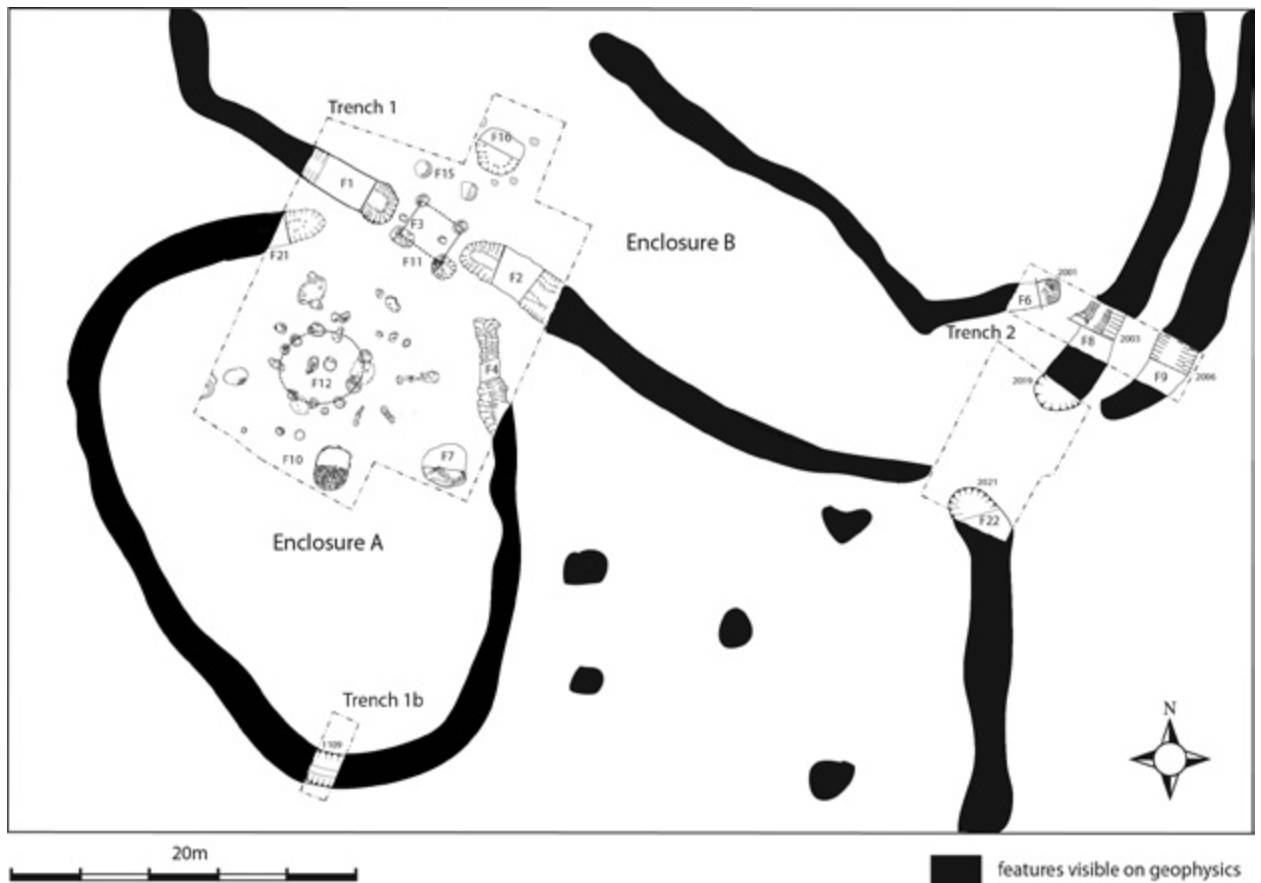 Trench 1
F16
F15
F1
F3
Enclosure B
F11
F2
F21
2001
F6
Trench 2
F8
2003
F4
F12
2019
F9
2006
F10
F7
2021
F22
Enclosure A
Trench 1b
1109
N
20m
features visible on geophysics